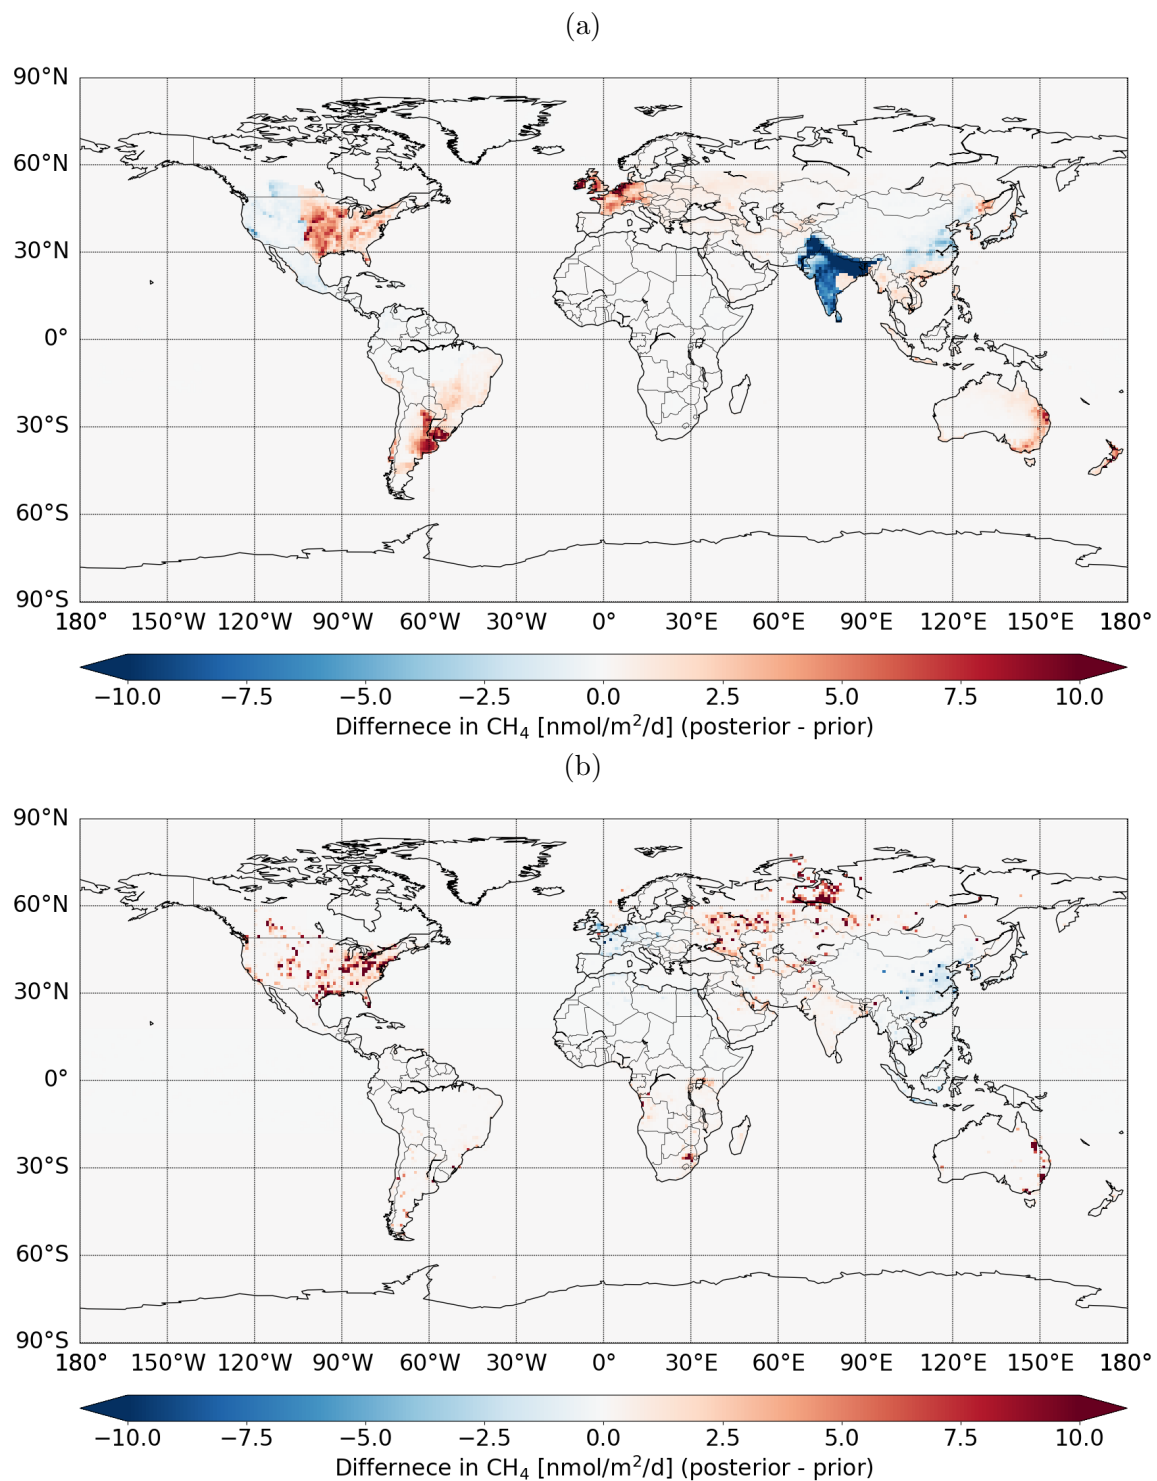 (a)
90°N
60°N
30°N
0°
30°S
60°S
90°S
180° 150°W 120°W 90°W 60°W 30°W 0° 30°E 60°E 90°E 120°E 150°E 180°
−10.0 −7.5 −5.0 −2.5 0.0 2.5 5.0 7.5 10.0
Differnece in CH₄ [nmol/m²/d] (posterior - prior)
(b)
90°N
60°N
30°N
0°
30°S
60°S
90°S
180° 150°W 120°W 90°W 60°W 30°W 0° 30°E 60°E 90°E 120°E 150°E 180°
−10.0 −7.5 −5.0 −2.5 0.0 2.5 5.0 7.5 10.0
Differnece in CH₄ [nmol/m²/d] (posterior - prior)